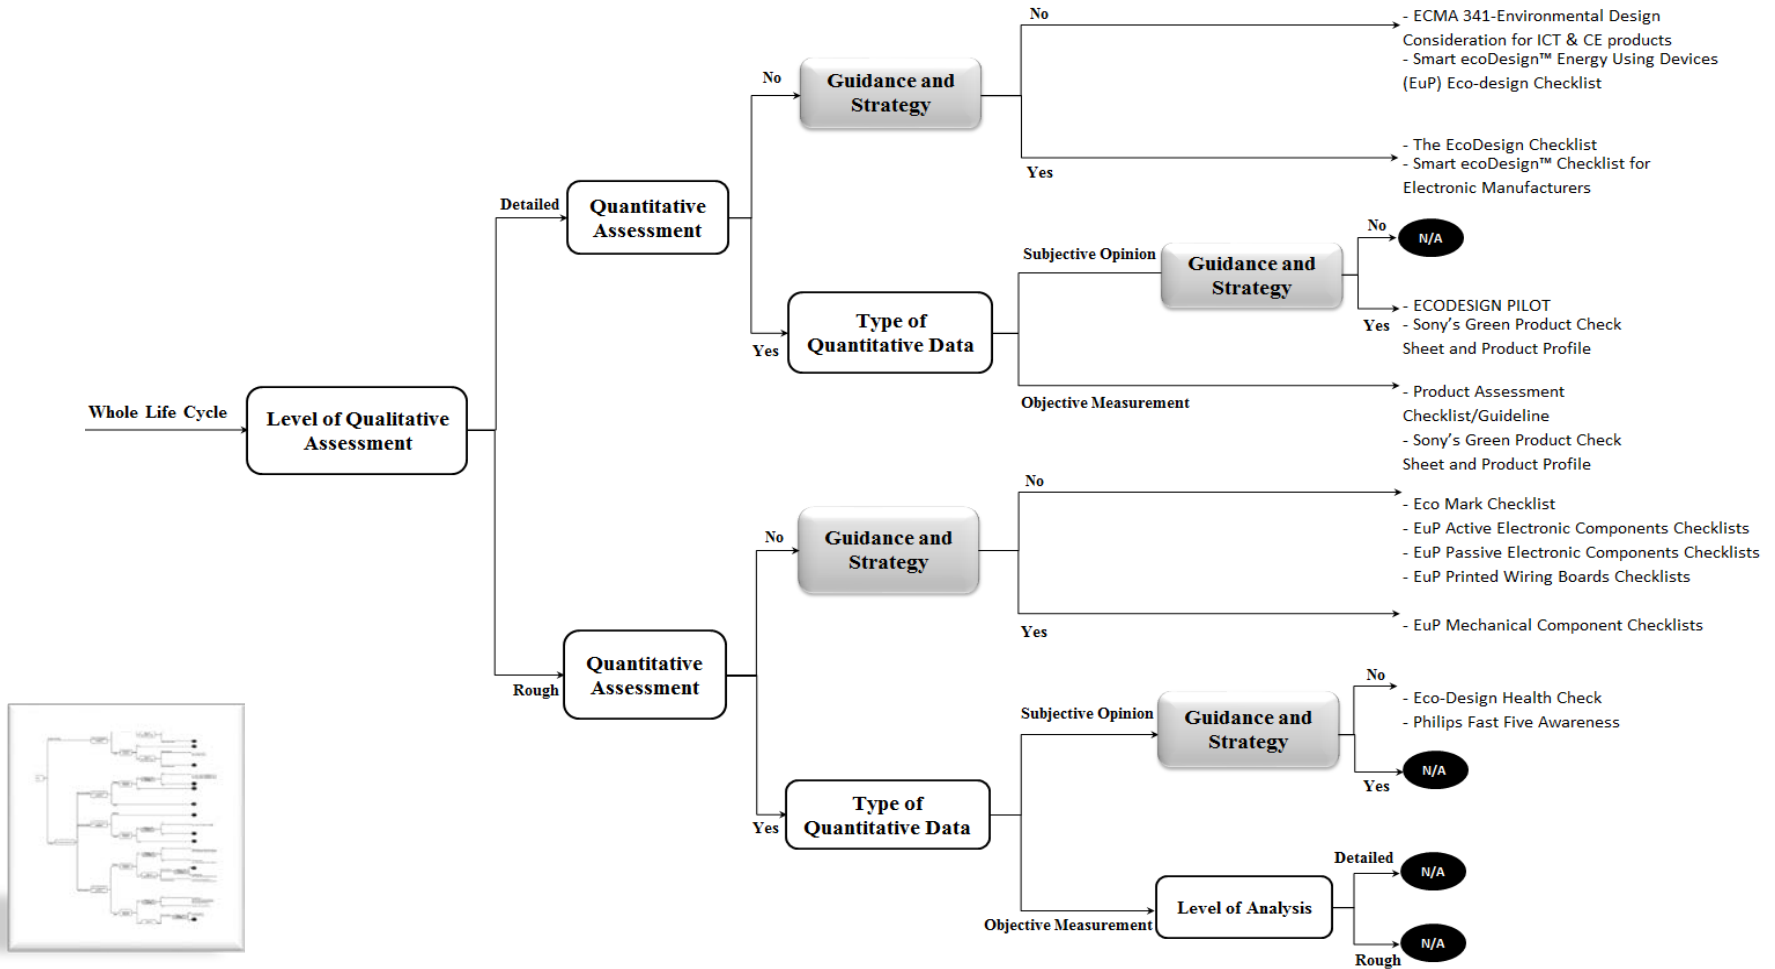 Whole Life Cycle
Level of Qualitative
Assessment
Detailed
Quantitative
Assessment
No
Guidance and
Strategy
No
- ECMA 341-Environmental Design
Consideration for ICT & CE products
- Smart ecoDesign™ Energy Using Devices
(EuP) Eco-design Checklist
Yes
- The EcoDesign Checklist
- Smart ecoDesign™ Checklist for
Electronic Manufacturers
Yes
Type of
Quantitative Data
Subjective Opinion
Guidance and
Strategy
No
N/A
Yes
- ECODESIGN PILOT
- Sony's Green Product Check
Sheet and Product Profile
Objective Measurement
- Product Assessment
Checklist/Guideline
- Sony's Green Product Check
Sheet and Product Profile
Rough
Quantitative
Assessment
No
Guidance and
Strategy
No
- Eco Mark Checklist
- EuP Active Electronic Components Checklists
- EuP Passive Electronic Components Checklists
- EuP Printed Wiring Boards Checklists
Yes
- EuP Mechanical Component Checklists
Yes
Type of
Quantitative Data
Subjective Opinion
Guidance and
Strategy
No
- Eco-Design Health Check
- Philips Fast Five Awareness
Yes
N/A
Objective Measurement
Level of Analysis
Detailed
N/A
Rough
N/A